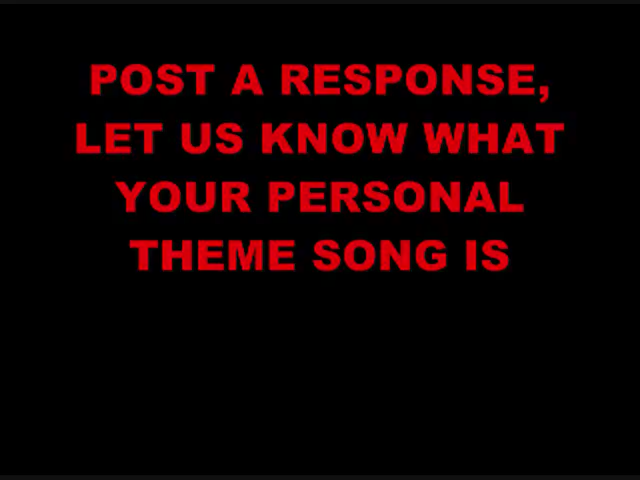 POST A RESPONSE,
LET US KNOW WHAT
YOUR PERSONAL
THEME SONG IS